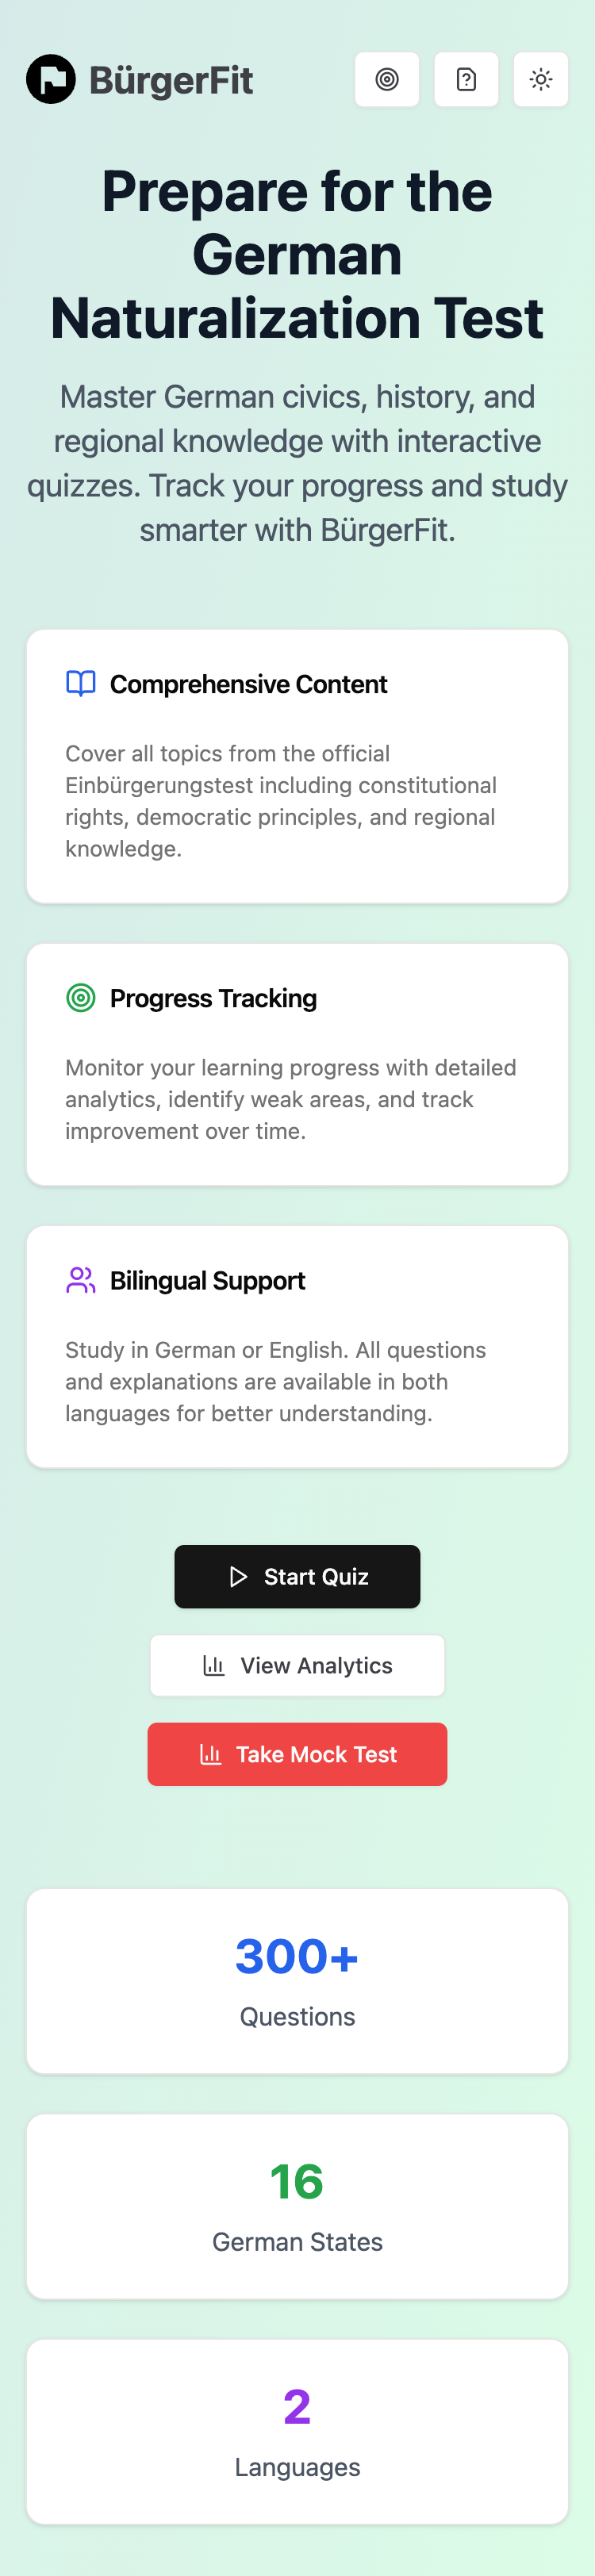 BürgerFit
Prepare for the
German
Naturalization Test
Master German civics, history, and
regional knowledge with interactive
quizzes. Track your progress and study
smarter with BürgerFit.
Comprehensive Content
Cover all topics from the official
Einbürgerungstest including constitutional
rights, democratic principles, and regional
knowledge.
Progress Tracking
Monitor your learning progress with detailed
analytics, identify weak areas, and track
improvement over time.
Bilingual Support
Study in German or English. All questions
and explanations are available in both
languages for better understanding.
Start Quiz
View Analytics
Take Mock Test
300+
Questions
16
German States
2
Languages